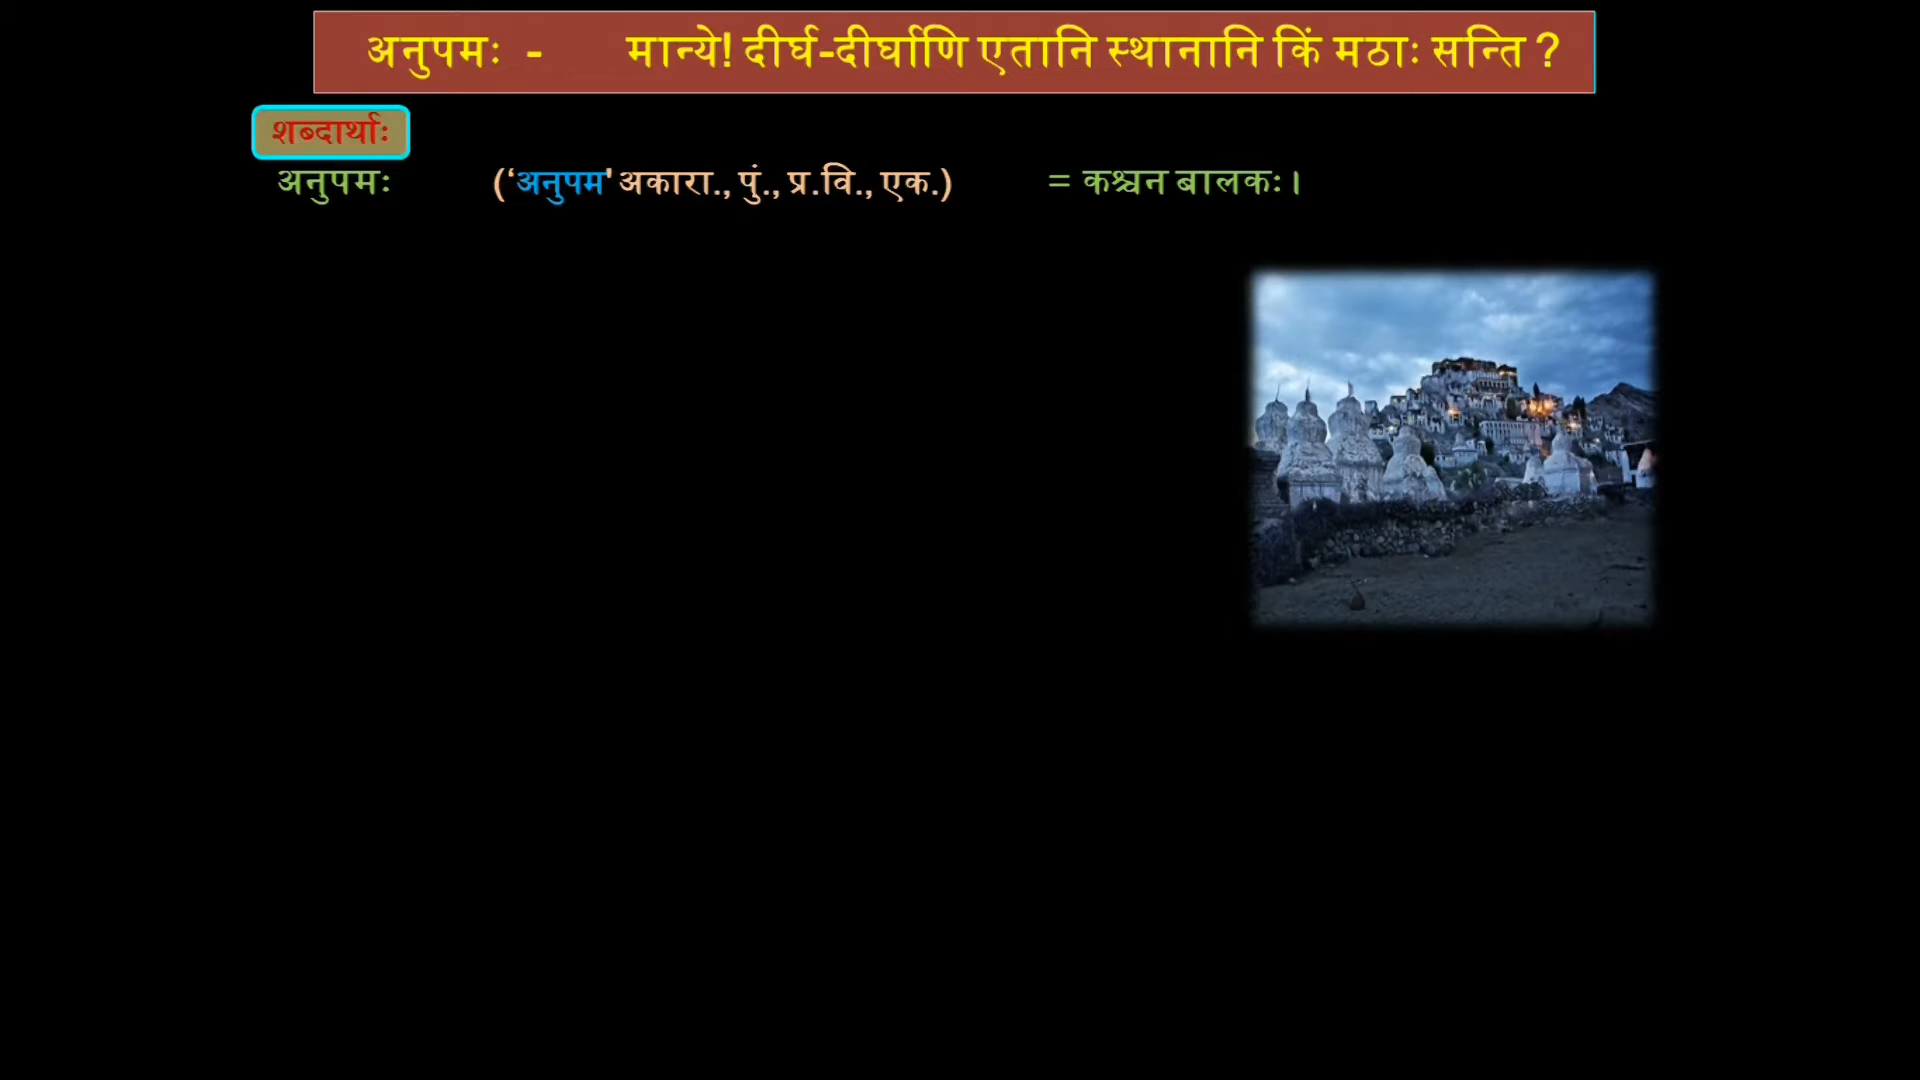 अनुपमः - मान्ये! दीर्घ-दीर्घाणि एतानि स्थानानि किं मठाः सन्ति ?
शब्दार्थाः
अनुपमः ('अनुपम' अकारा., पुं., प्र.वि., एक.) = कश्चन बालकः।